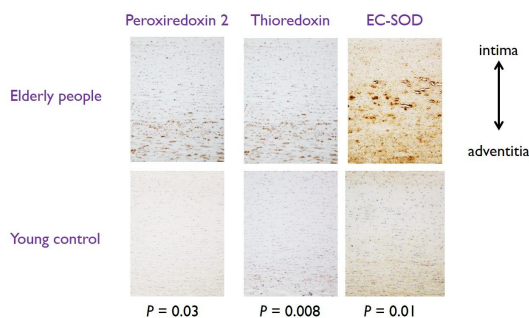 Peroxiredoxin 2 Thioredoxin EC-SOD
intima
Elderly people
adventitia
Young control
P = 0.03 P = 0.008 P = 0.01